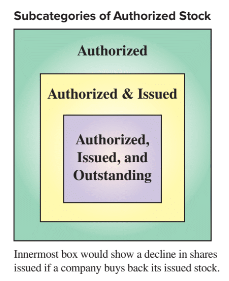 Subcategories of Authorized Stock
Authorized
Authorized & Issued
Authorized,
Issued, and
Outstanding
Innermost box would show a decline in shares
issued if a company buys back its issued stock.